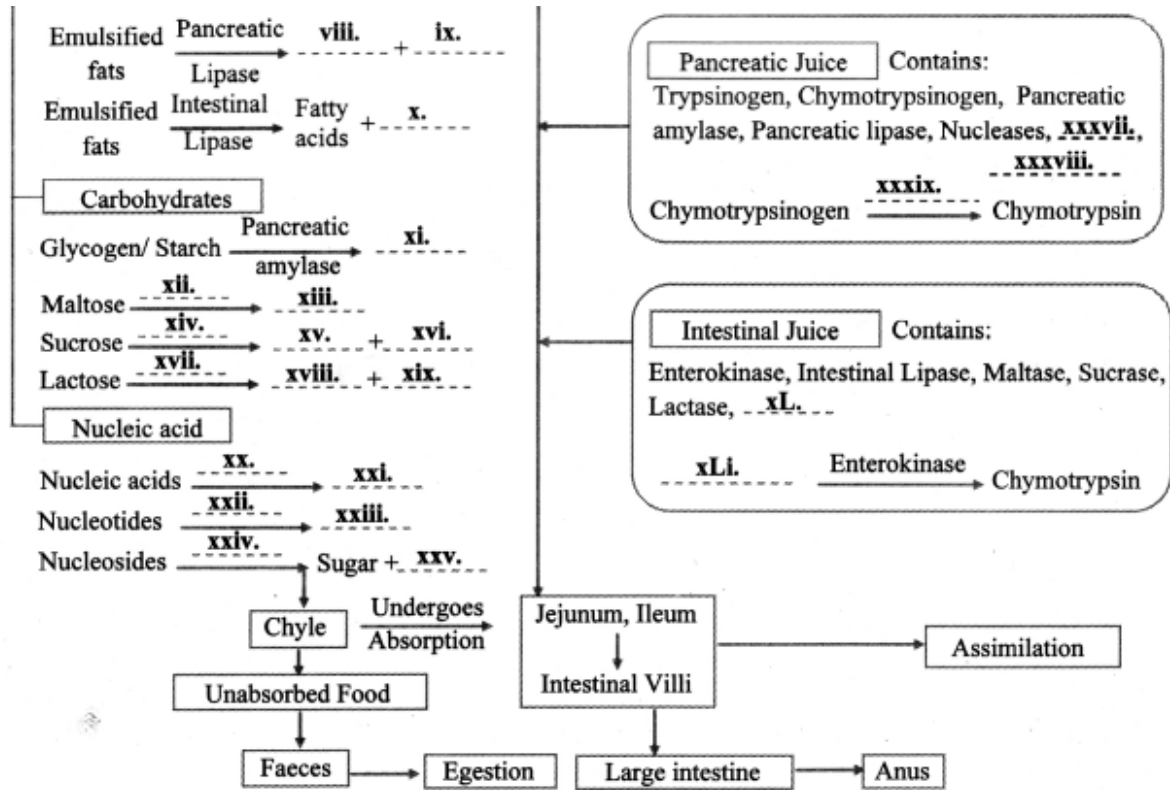 Emulsified fats Pancreatic Lipase viii. + ix.
Emulsified fats Intestinal Lipase Fatty acids + x.
Carbohydrates
Glycogen/ Starch Pancreatic amylase xi.
Maltose xii. xiii.
Sucrose xiv. xv. + xvi.
Lactose xvii. xviii. + xix.
Nucleic acid
Nucleic acids xx. xxi.
Nucleotides xxii. xxiii.
Nucleosides xxiv. Sugar + xxv.
Chyle Undergoes Absorption
Unabsorbed Food
Faeces Egestion
Pancreatic Juice Contains:
Trypsinogen, Chymotrypsinogen, Pancreatic
amylase, Pancreatic lipase, Nucleases, xxxvii.,
xxxviii.
Chymotrypsinogen xxxix. Chymotrypsin
Intestinal Juice Contains:
Enterokinase, Intestinal Lipase, Maltase, Sucrase,
Lactase, xL.
xLi. Enterokinase Chymotrypsin
Jejunum, Ileum
Intestinal Villi
Assimilation
Large intestine Anus